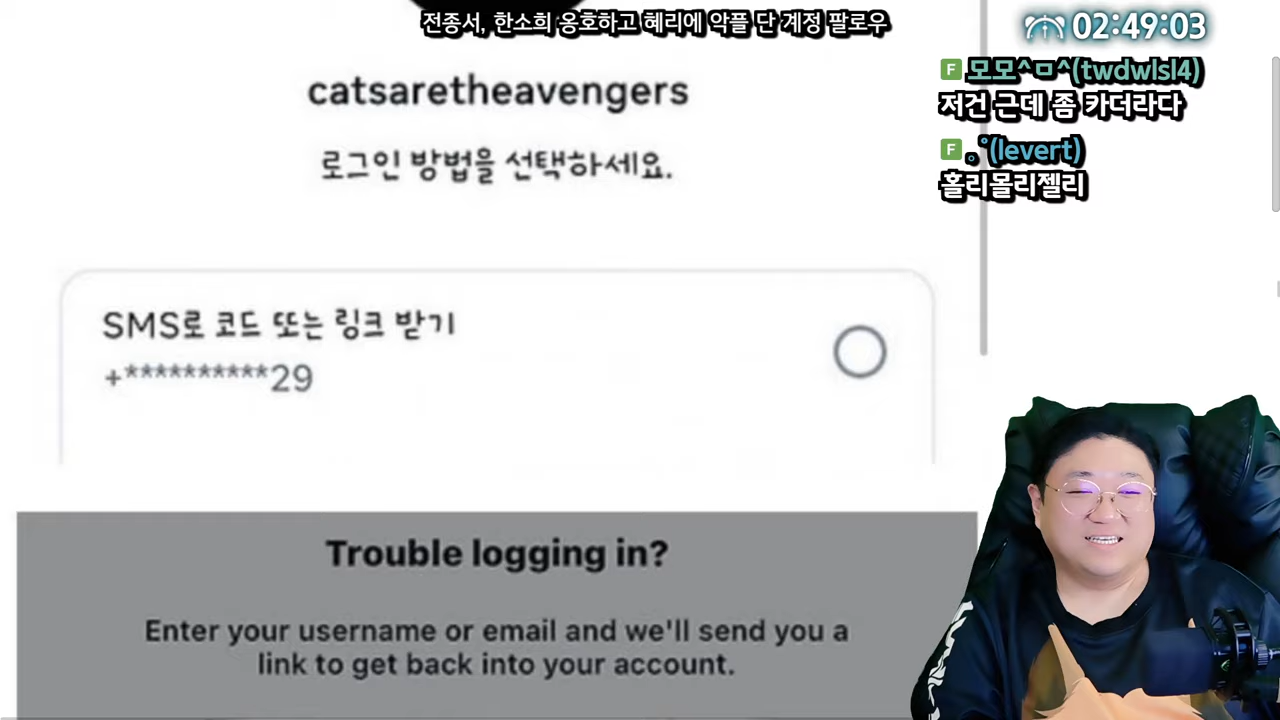 전종서, 한소희 옹호하고 혜리에 악플 단 계정 팔로우
02:49:03
catsaretheavengers
로그인 방법을 선택하세요.
F 모모^ㅁ^(twdwlsl4)
저건 근데 좀 카더라다
F 。˚(levert)
홀리몰리젤리
SMS로 코드 또는 링크 받기
+**********29
Trouble logging in?
Enter your username or email and we'll send you a
link to get back into your account.